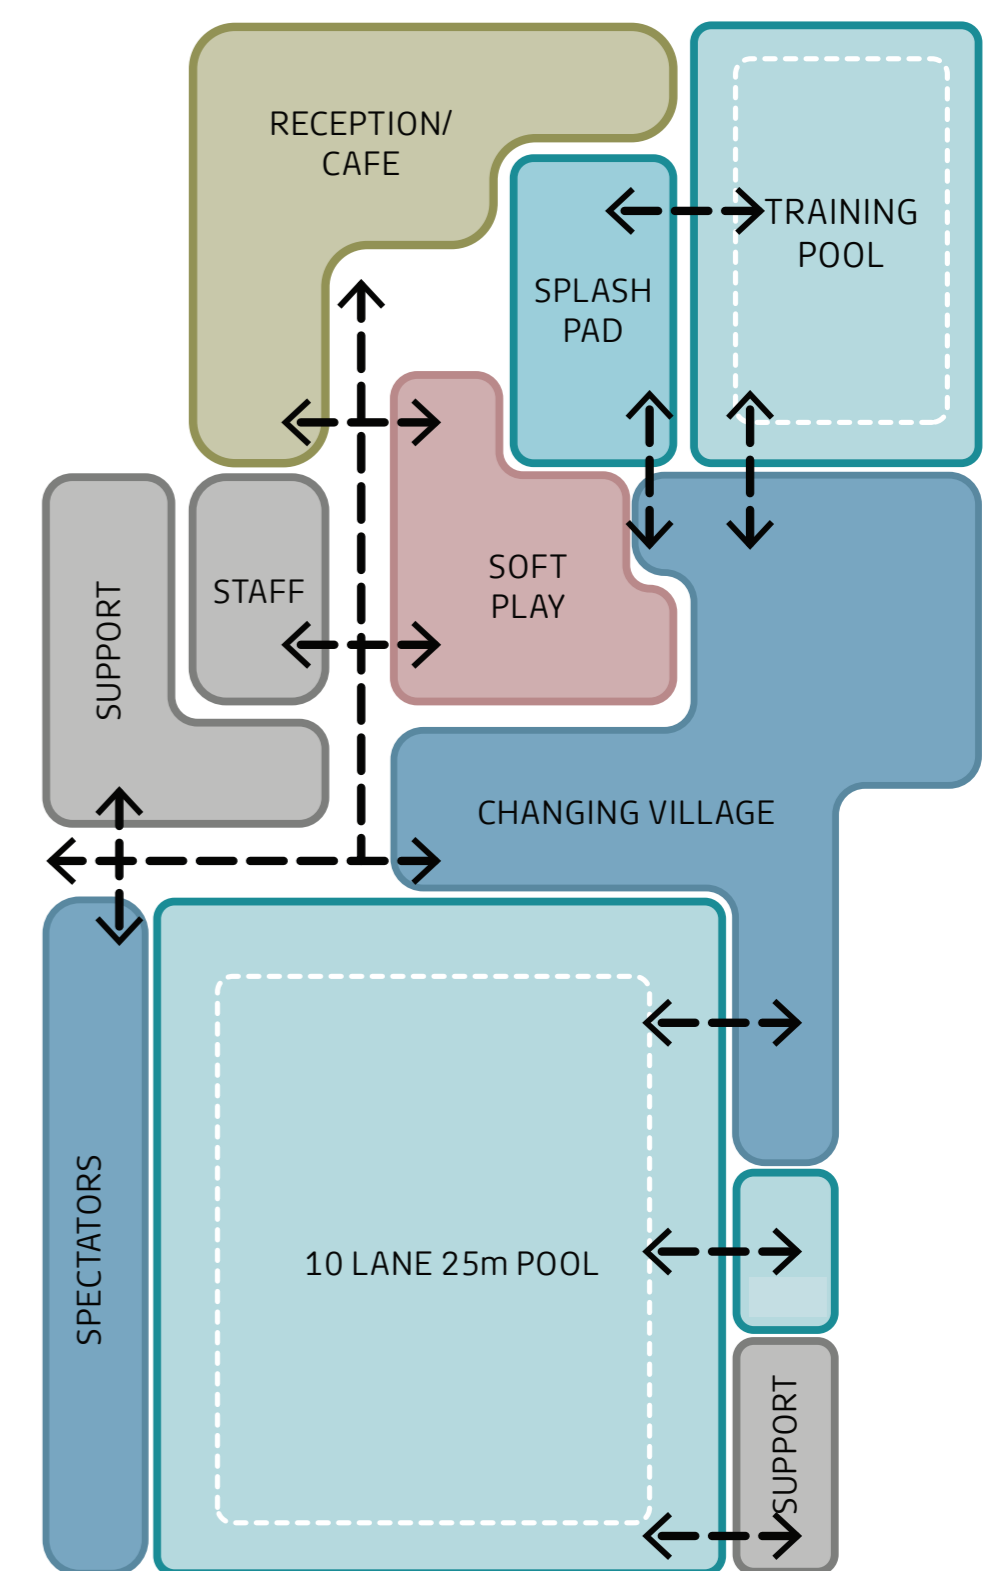 RECEPTION/
CAFE
TRAINING
POOL
SPLASH
PAD
SOFT
PLAY
STAFF
SUPPORT
CHANGING VILLAGE
SPECTATORS
10 LANE 25m POOL
SUPPORT